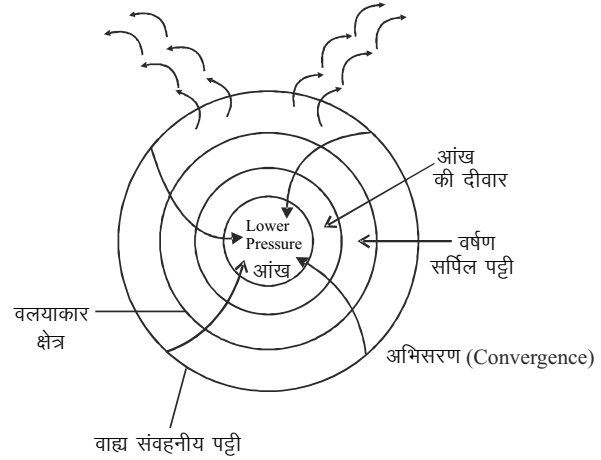 आंख
की दीवार
Lower
Pressure
आंख
वर्षण
सर्पिल पट्टी
वलयाकार
क्षेत्र
अभिसरण (Convergence)
वाह्य संवहनीय पट्टी